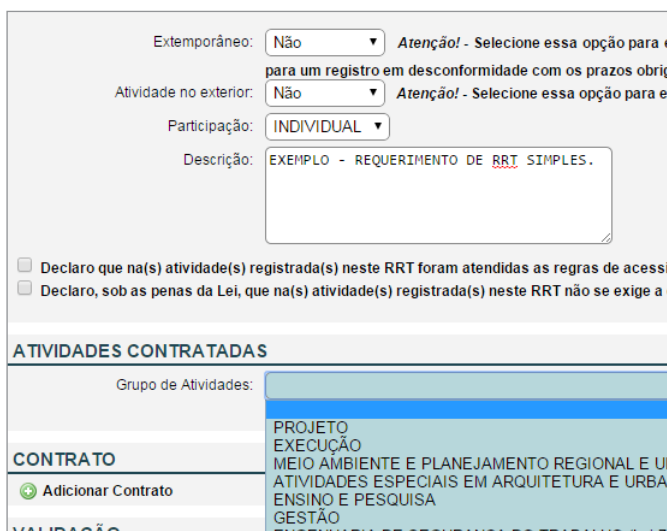 Extemporâneo: Não Atenção! - Selecione essa opção para
para um registro em desconformidade com os prazos
Atividade no exterior: Não Atenção! - Selecione essa opção para
Participação: INDIVIDUAL
Descrição: EXEMPLO - REQUERIMENTO DE RRT SIMPLES.
Declaro que na(s) atividade(s) registrada(s) neste RRT foram atendidas as regras de
Declaro, sob as penas da Lei, que na(s) atividade(s) registrada(s) neste RRT não se exige a
ATIVIDADES CONTRATADAS
Grupo de Atividades:
PROJETO
EXECUÇÃO
MEIO AMBIENTE E PLANEJAMENTO REGIONAL E
ATIVIDADES ESPECIAIS EM ARQUITETURA E
ENSINO E PESQUISA
GESTÃO
CONTRATO
Adicionar Contrato